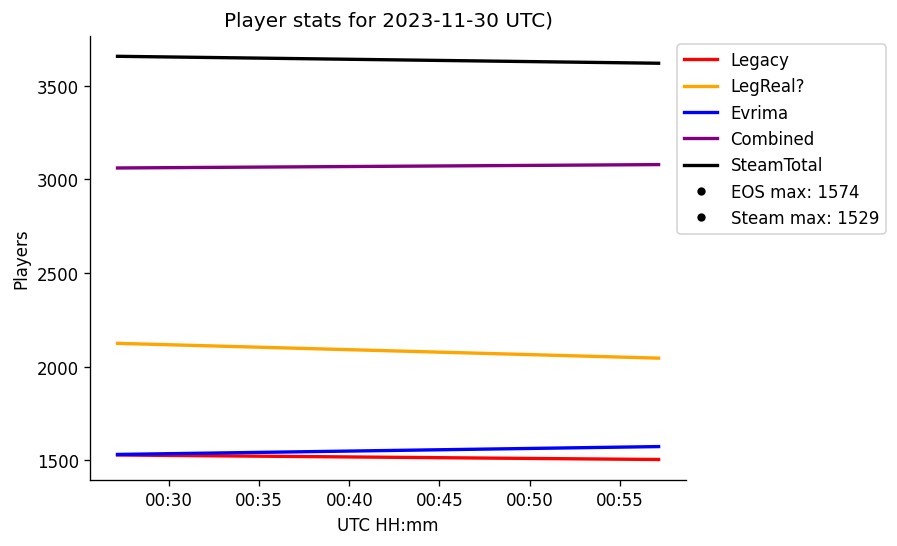 Player stats for 2023-11-30 UTC)
Legacy
LegReal?
Evrima
Combined
SteamTotal
EOS max: 1574
Steam max: 1529
Players
3500
3000
2500
2000
1500
00:30 00:35 00:40 00:45 00:50 00:55
UTC HH:mm